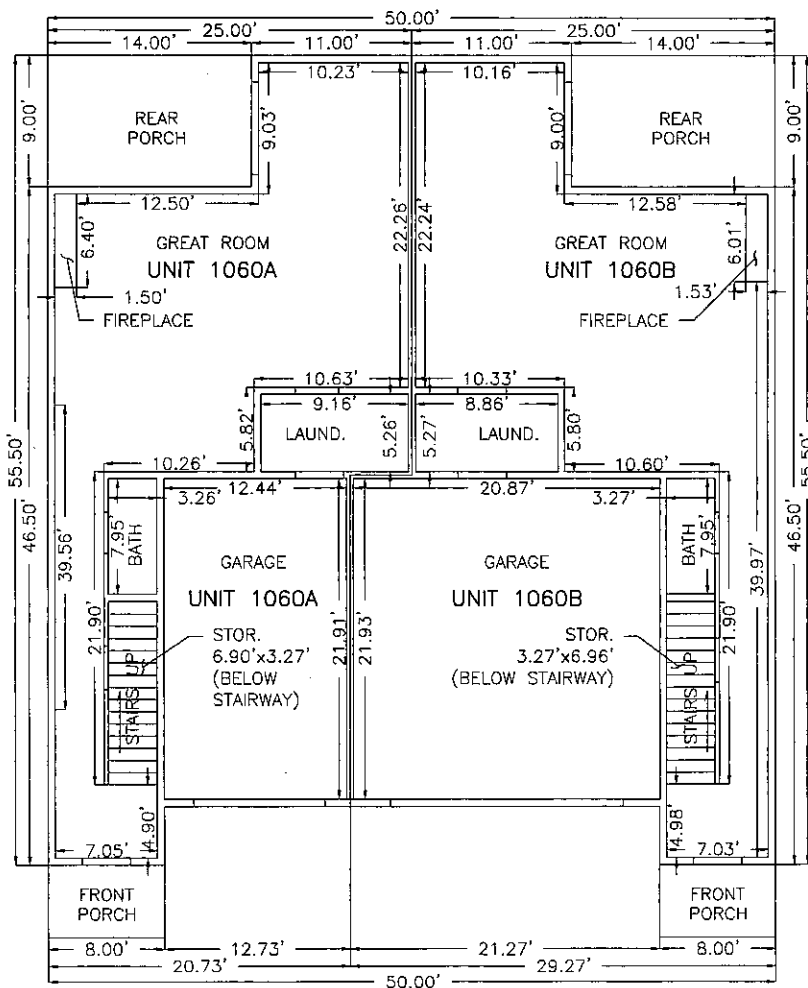 50.00'
25.00' 25.00'
14.00' 11.00' 11.00' 14.00'
10.23' 10.16'
9.00' 9.03' 9.00' 9.00'
REAR PORCH
REAR PORCH
12.50' 12.58'
6.40' 22.26' 22.24' 6.01'
GREAT ROOM
UNIT 1060A
GREAT ROOM
UNIT 1060B
1.50' 1.53'
FIREPLACE FIREPLACE
10.63' 10.33'
9.16' 8.86'
5.82' 5.26' 5.27' 5.80'
LAUND. LAUND.
55.50' 46.50' 46.50' 55.50'
10.26' 10.60'
3.26' 12.44' 20.87' 3.27'
39.56' 39.97'
7.95' BATH BATH 7.95'
GARAGE
UNIT 1060A
GARAGE
UNIT 1060B
21.90' 21.91' 21.93' 21.90'
STOR.
6.90'x3.27'
(BELOW
STAIRWAY)
STOR.
3.27'x6.96'
(BELOW STAIRWAY)
STAIRS UP STAIRS UP
4.90' 4.98'
7.05' 7.03'
FRONT PORCH
FRONT PORCH
8.00' 12.73' 21.27' 8.00'
20.73' 29.27'
50.00'